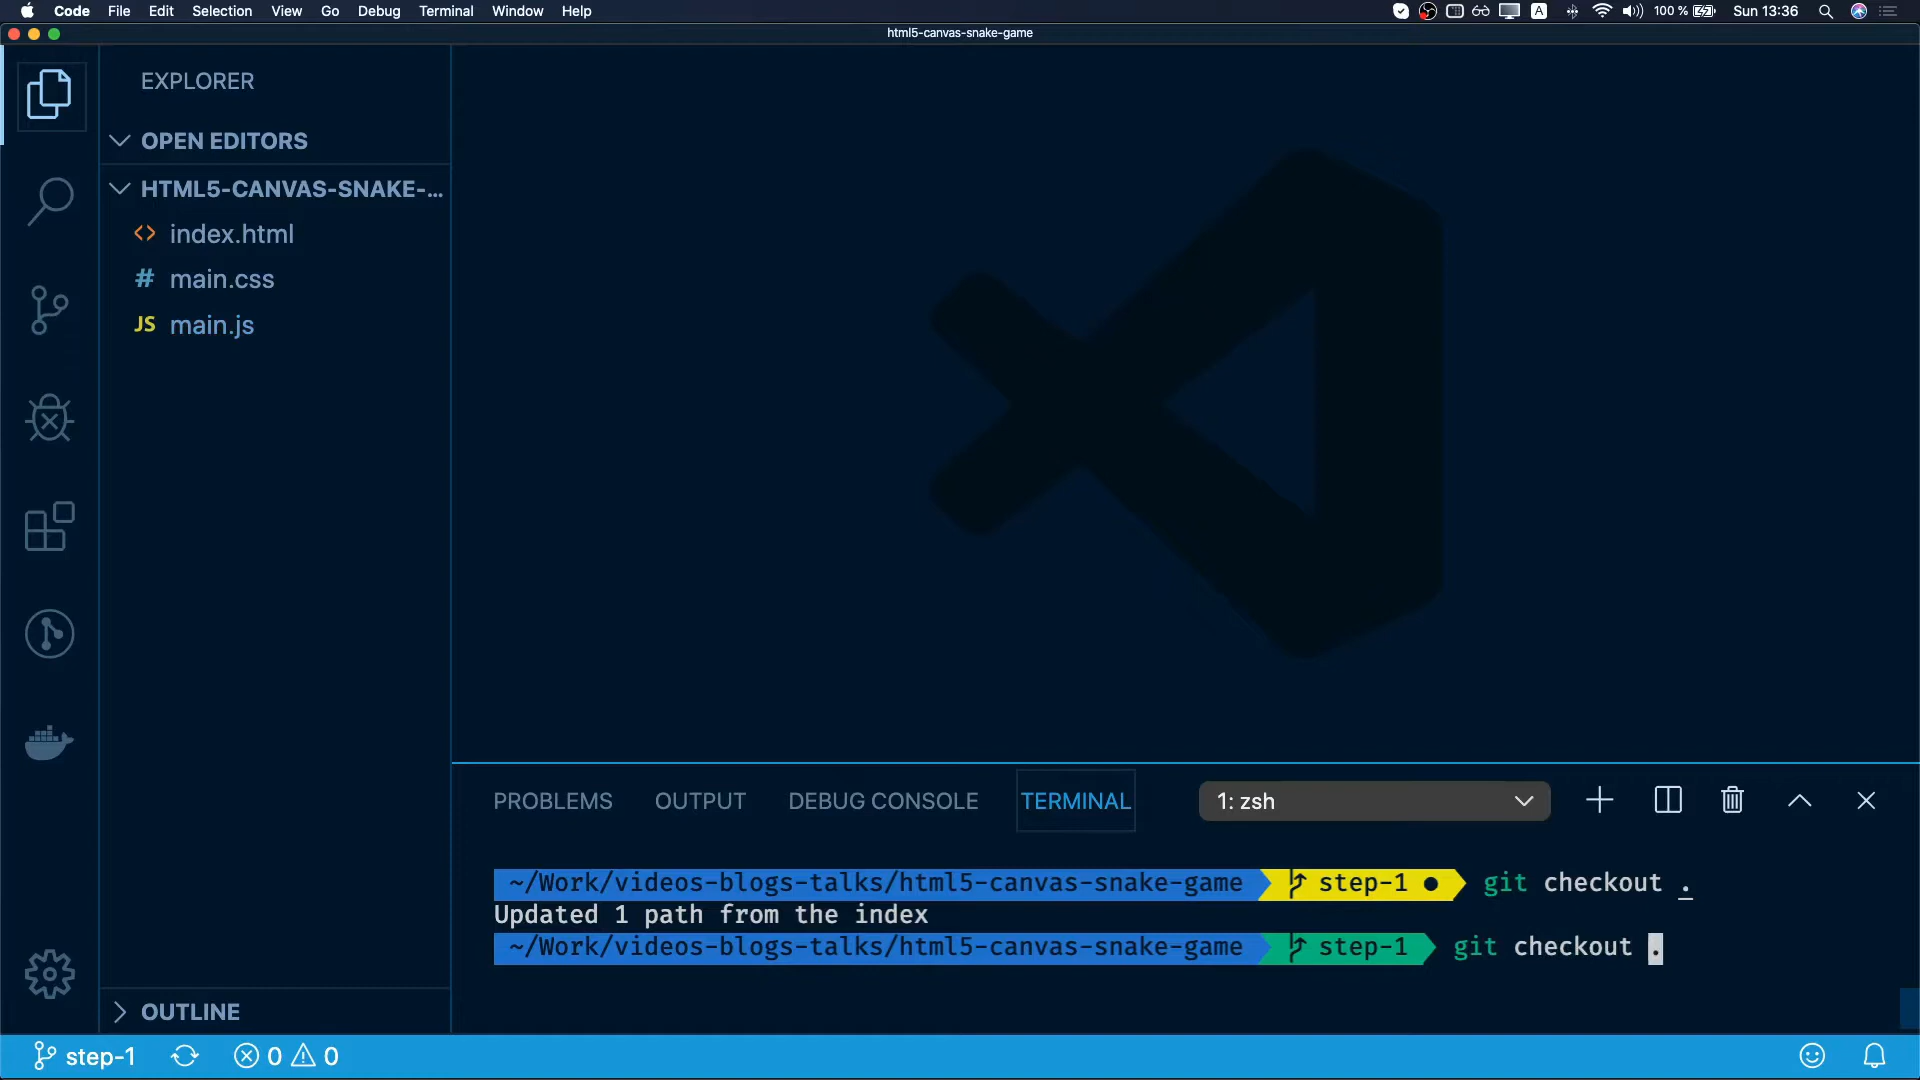 Code File Edit Selection View Go Debug Terminal Window Help A 100 % Sun 13:36
html5-canvas-snake-game
EXPLORER
OPEN EDITORS
HTML5-CANVAS-SNAKE-...
<> index.html
# main.css
JS main.js
PROBLEMS OUTPUT DEBUG CONSOLE TERMINAL 1: zsh
~/Work/videos-blogs-talks/html5-canvas-snake-game step-1 ● git checkout .
Updated 1 path from the index
~/Work/videos-blogs-talks/html5-canvas-snake-game step-1 git checkout .
OUTLINE
step-1 0 0